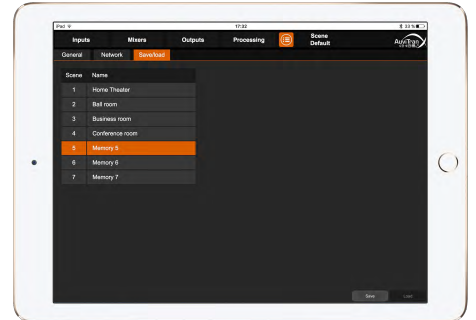 iPad 17:32 33 %
Inputs Mixers Outputs Processing Scene Default
AuviTran
General Network Save/load
Scene Name
1 Home Theater
2 Ball room
3 Business room
4 Conference room
5 Memory 5
6 Memory 6
7 Memory 7
Save Load